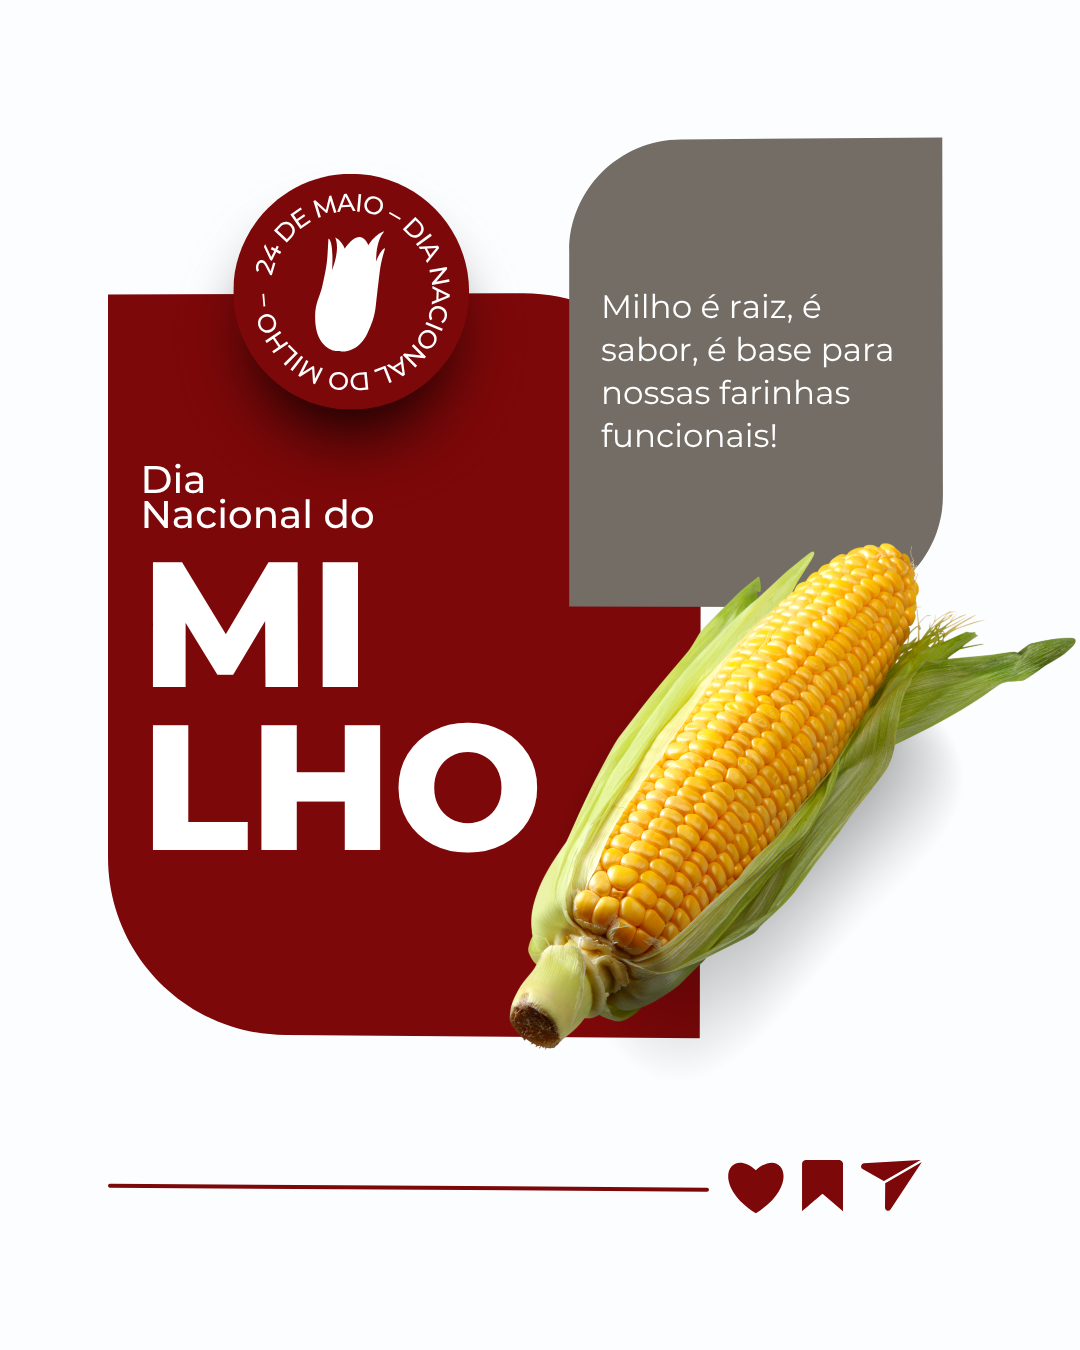 24 DE MAIO – DIA NACIONAL DO MILHO –
Milho é raiz, é
sabor, é base para
nossas farinhas
funcionais!
Dia
Nacional do
MI
LHO